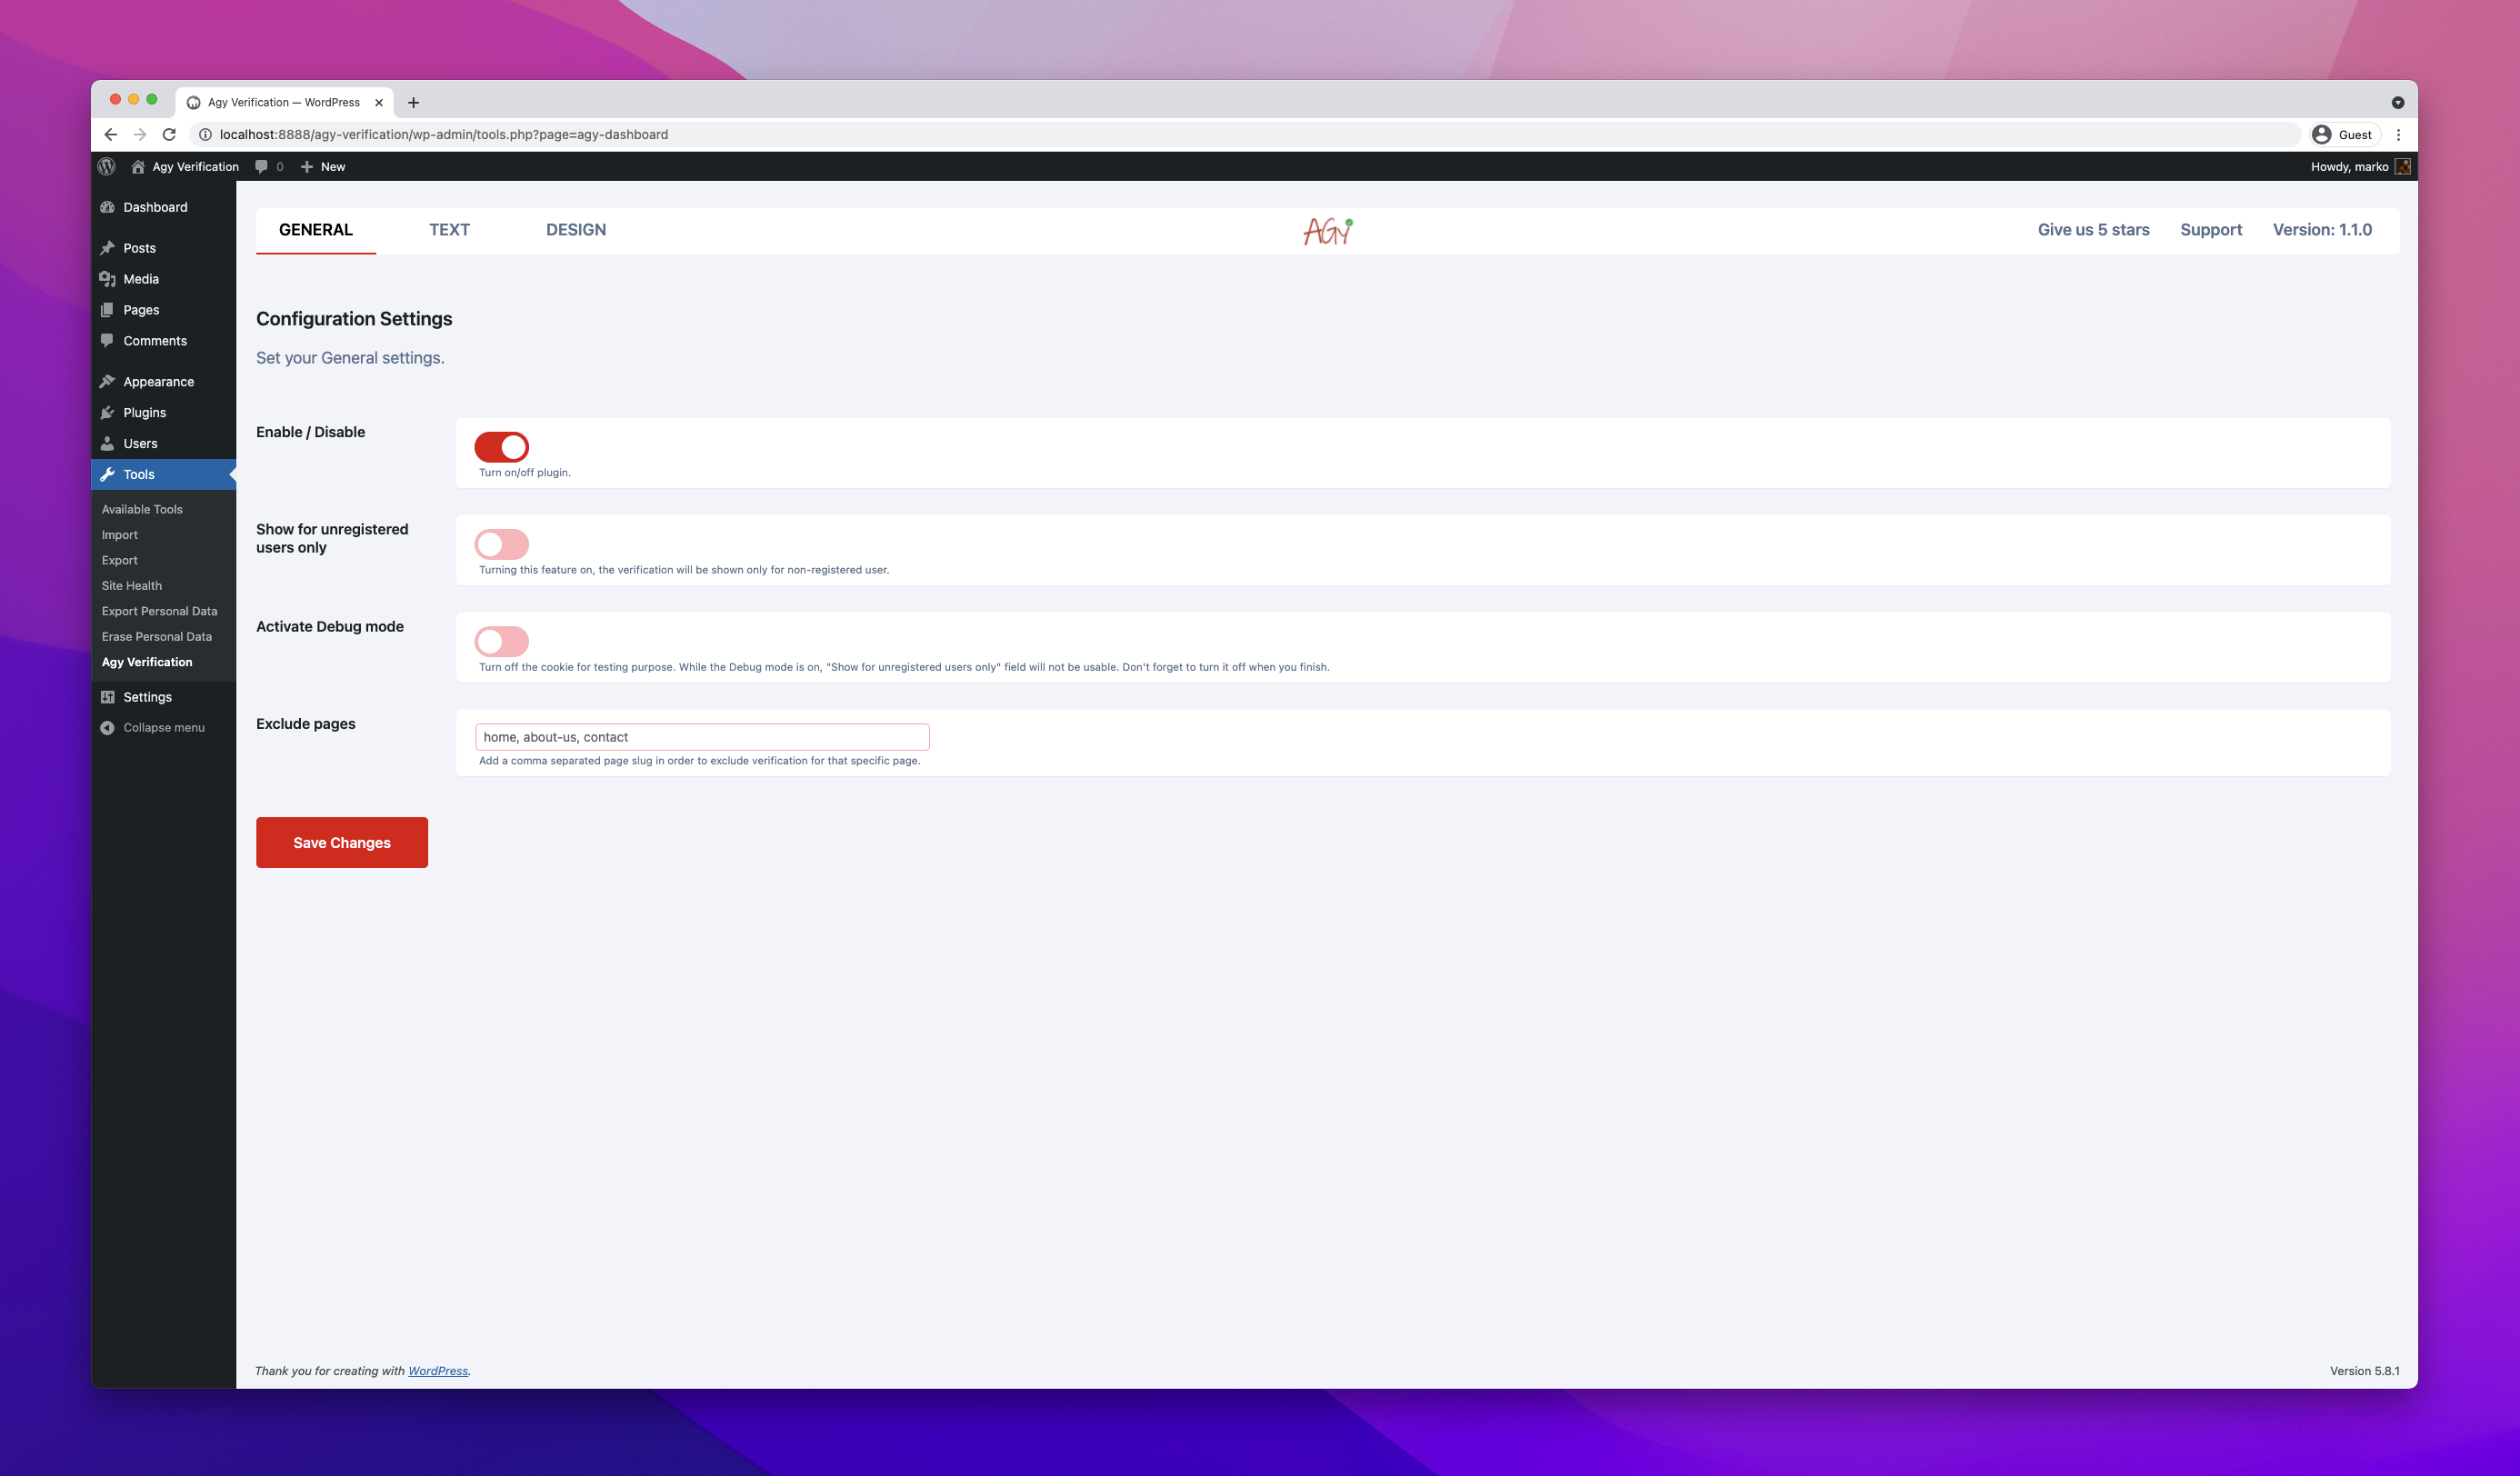 Agy Verification — WordPress
localhost:8888/agy-verification/wp-admin/tools.php?page=agy-dashboard
Guest
Agy Verification
0
New
Howdy, marko
Dashboard
Posts
Media
Pages
Comments
Appearance
Plugins
Users
Tools
Available Tools
Import
Export
Site Health
Export Personal Data
Erase Personal Data
Agy Verification
Settings
Collapse menu
GENERAL
TEXT
DESIGN
AGy
Give us 5 stars
Support
Version: 1.1.0
Configuration Settings
Set your General settings.
Enable / Disable
Turn on/off plugin.
Show for unregistered
users only
Turning this feature on, the verification will be shown only for non-registered user.
Activate Debug mode
Turn off the cookie for testing purpose. While the Debug mode is on, "Show for unregistered users only" field will not be usable. Don't forget to turn it off when you finish.
Exclude pages
home, about-us, contact
Add a comma separated page slug in order to exclude verification for that specific page.
Save Changes
Thank you for creating with WordPress.
Version 5.8.1